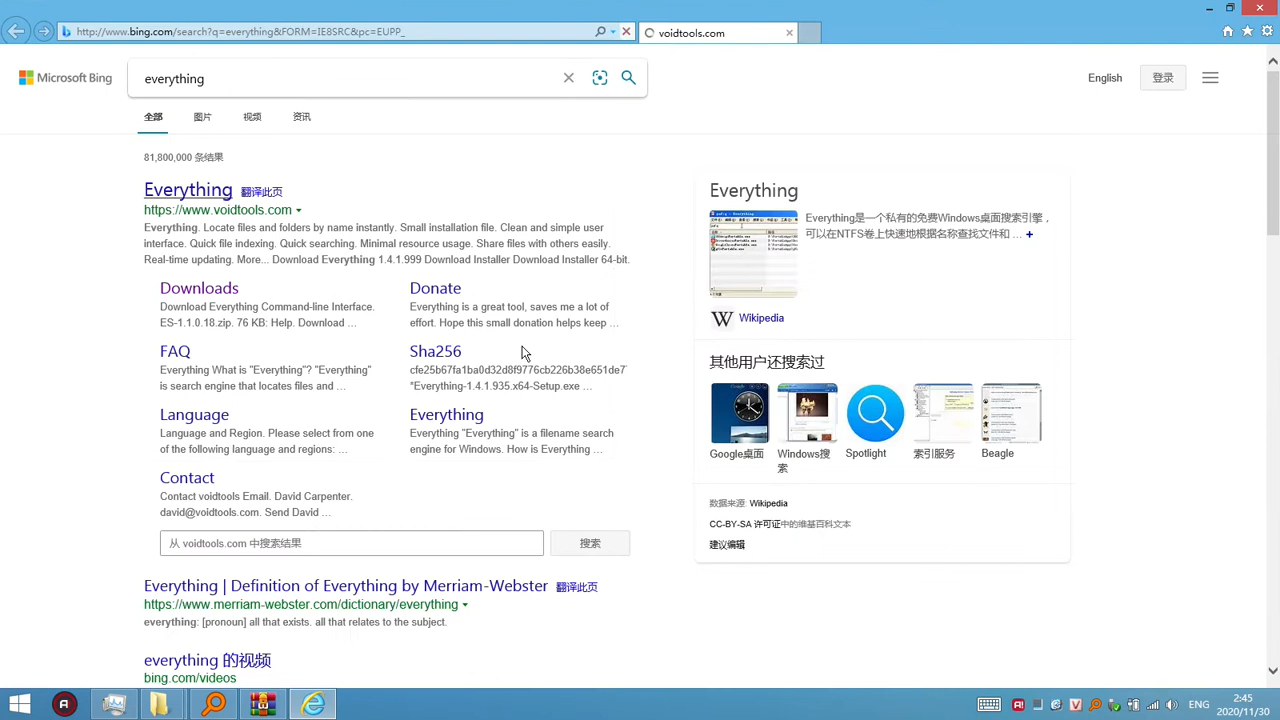 http://www.bing.com/search?q=everything&FORM=IE8SRC&pc=EUPP_
voidtools.com
Microsoft Bing
everything
English
登录
全部
图片
视频
资讯
81,800,000 条结果
Everything 翻译此页
https://www.voidtools.com
Everything. Locate files and folders by name instantly. Small installation file. Clean and simple user
interface. Quick file indexing. Quick searching. Minimal resource usage. Share files with others easily.
Real-time updating. More... Download Everything 1.4.1.999 Download Installer Download Installer 64-bit.
Downloads
Download Everything Command-line Interface.
ES-1.1.0.18.zip. 76 KB: Help. Download ...
Donate
Everything is a great tool, saves me a lot of
effort. Hope this small donation helps keep ...
FAQ
Everything What is "Everything"? "Everything"
is search engine that locates files and ...
Sha256
cfe25b67fa1ba0d32d8f9776cb226b38e651de7
*Everything-1.4.1.935.x64-Setup.exe ...
Language
Language and Region. Please select from one
of the following language and regions: ...
Everything
Everything "Everything" is a filename search
engine for Windows. How is Everything ...
Contact
Contact voidtools Email. David Carpenter.
david@voidtools.com. Send David ...
从 voidtools.com 中搜索结果
搜索
Everything | Definition of Everything by Merriam-Webster 翻译此页
https://www.merriam-webster.com/dictionary/everything
everything: [pronoun] all that exists. all that relates to the subject.
everything 的视频
bing.com/videos
Everything
Everything是一个私有的免费Windows桌面搜索引擎，
可以在NTFS卷上快速地根据名称查找文件和 ... +
W Wikipedia
其他用户还搜索过
Google桌面
Windows搜
索
Spotlight
索引服务
Beagle
数据来源: Wikipedia
CC-BY-SA 许可证中的维基百科文本
建议编辑
ENG
2:45
2020/11/30